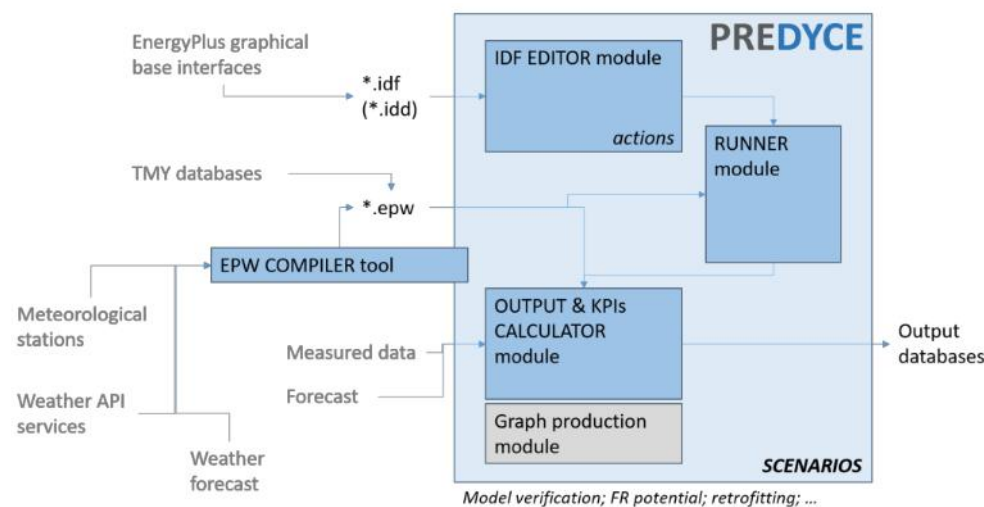 PREDYCE
EnergyPlus graphical
base interfaces
*.idf
(*.idd)
IDF EDITOR module
actions
RUNNER
module
TMY databases
*.epw
EPW COMPILER tool
Meteorological
stations
Weather API
services
Weather
forecast
Measured data
Forecast
OUTPUT & KPIs
CALCULATOR
module
Output
databases
Graph production
module
SCENARIOS
Model verification; FR potential; retrofitting; ...